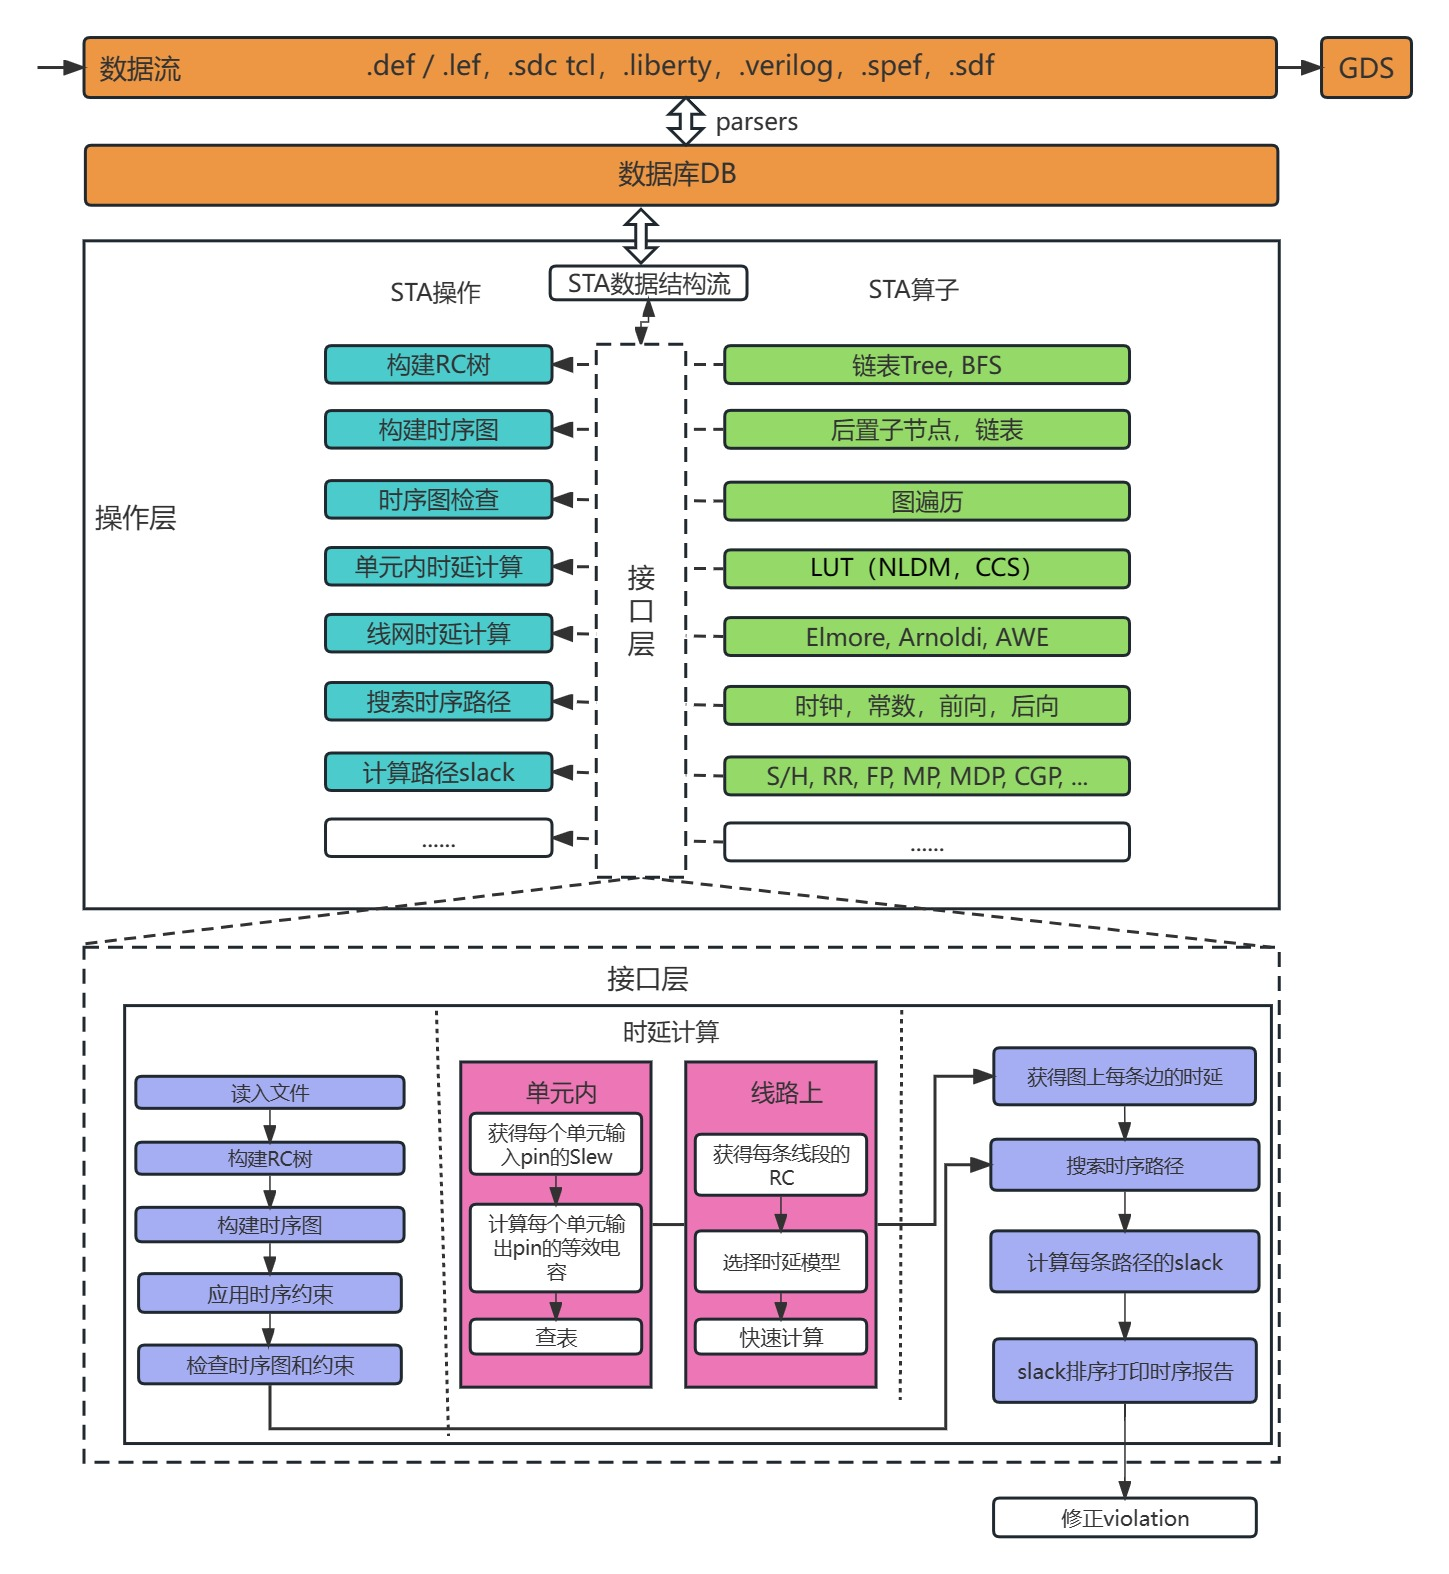 数据流
.def / .lef，.sdc tcl，.liberty，.verilog，.spef，.sdf
GDS
parsers
数据库DB
STA操作
STA数据结构流
STA算子
构建RC树
链表Tree, BFS
构建时序图
后置子节点，链表
时序图检查
图遍历
操作层
单元内时延计算
接
口
层
LUT（NLDM，CCS）
线网时延计算
Elmore, Arnoldi, AWE
搜索时序路径
时钟，常数，前向，后向
计算路径slack
S/H, RR, FP, MP, MDP, CGP, ...
......
......
接口层
时延计算
读入文件
构建RC树
构建时序图
应用时序约束
检查时序图和约束
单元内
获得每个单元输
入pin的Slew
计算每个单元输
出pin的等效电
容
查表
线路上
获得每条线段的
RC
选择时延模型
快速计算
获得图上每条边的时延
搜索时序路径
计算每条路径的slack
slack排序打印时序报告
修正violation